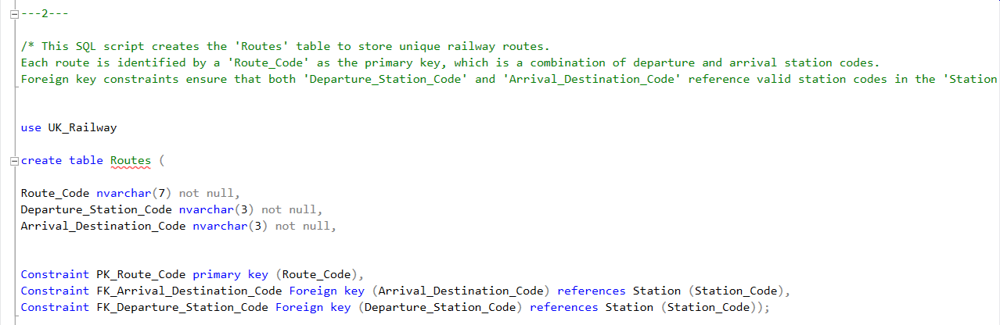 ---2---
/* This SQL script creates the 'Routes' table to store unique railway routes.
Each route is identified by a 'Route_Code' as the primary key, which is a combination of departure and arrival station codes.
Foreign key constraints ensure that both 'Departure_Station_Code' and 'Arrival_Destination_Code' reference valid station codes in the 'Station
use UK_Railway
create table Routes (
Route_Code nvarchar(7) not null,
Departure_Station_Code nvarchar(3) not null,
Arrival_Destination_Code nvarchar(3) not null,
Constraint PK_Route_Code primary key (Route_Code),
Constraint FK_Arrival_Destination_Code Foreign key (Arrival_Destination_Code) references Station (Station_Code),
Constraint FK_Departure_Station_Code Foreign key (Departure_Station_Code) references Station (Station_Code));